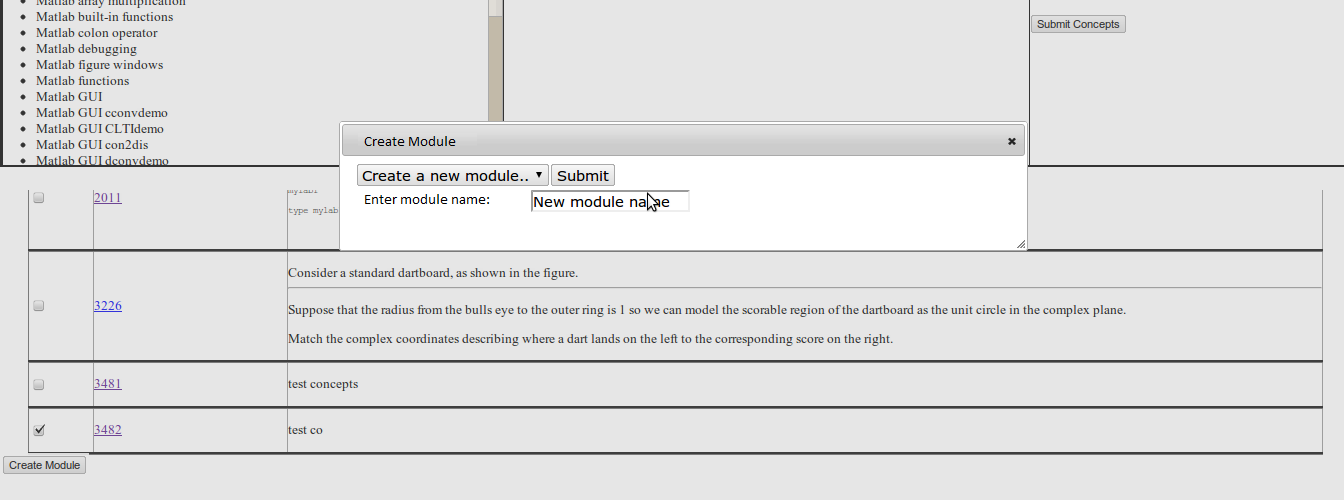 Matlab array multiplication
Matlab built-in functions
Matlab colon operator
Matlab debugging
Matlab figure windows
Matlab functions
Matlab GUI
Matlab GUI cconvdemo
Matlab GUI CLTIdemo
Matlab GUI con2dis
Matlab GUI dconvdemo
Submit Concepts
Create Module
Create a new module..
Submit
Enter module name:
New module name
2011
type mylab
3226
Consider a standard dartboard, as shown in the figure.
Suppose that the radius from the bulls eye to the outer ring is 1 so we can model the scorable region of the dartboard as the unit circle in the complex plane.
Match the complex coordinates describing where a dart lands on the left to the corresponding score on the right.
3481
test concepts
3482
test co
Create Module